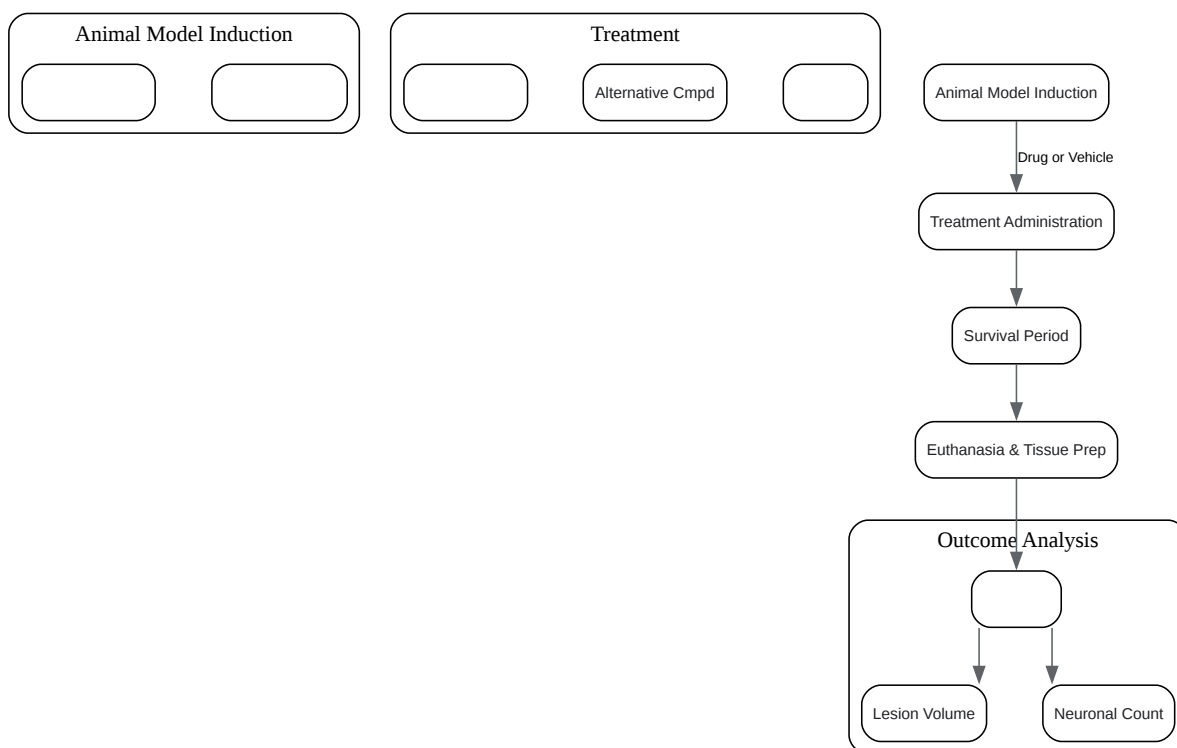 Animal Model Induction
Treatment
Alternative Cmpd
Animal Model Induction
Drug or Vehicle
Treatment Administration
Survival Period
Euthanasia & Tissue Prep
Outcome Analysis
Lesion Volume
Neuronal Count